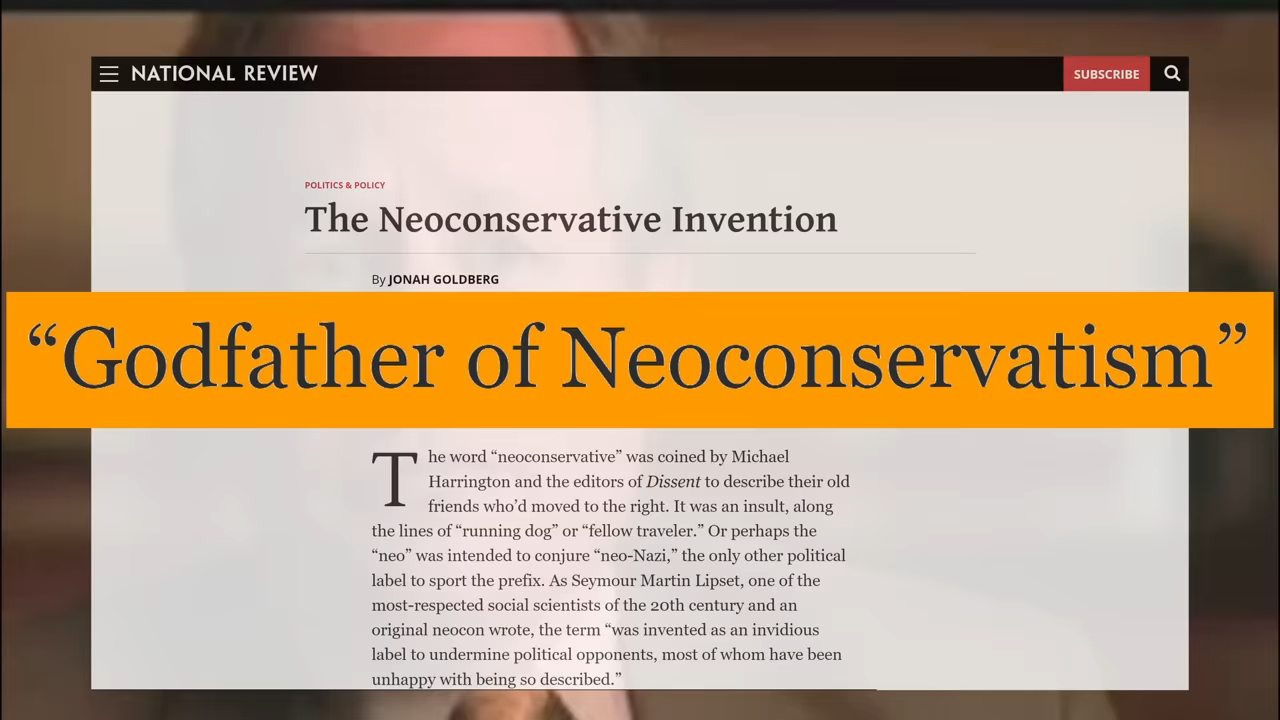 NATIONAL REVIEW
SUBSCRIBE
POLITICS & POLICY
The Neoconservative Invention
By JONAH GOLDBERG
“Godfather of Neoconservatism”
The word “neoconservative” was coined by Michael
Harrington and the editors of Dissent to describe their old
friends who’d moved to the right. It was an insult, along
the lines of “running dog” or “fellow traveler.” Or perhaps the
“neo” was intended to conjure “neo-Nazi,” the only other political
label to sport the prefix. As Seymour Martin Lipset, one of the
most-respected social scientists of the 20th century and an
original neocon wrote, the term “was invented as an invidious
label to undermine political opponents, most of whom have been
unhappy with being so described.”